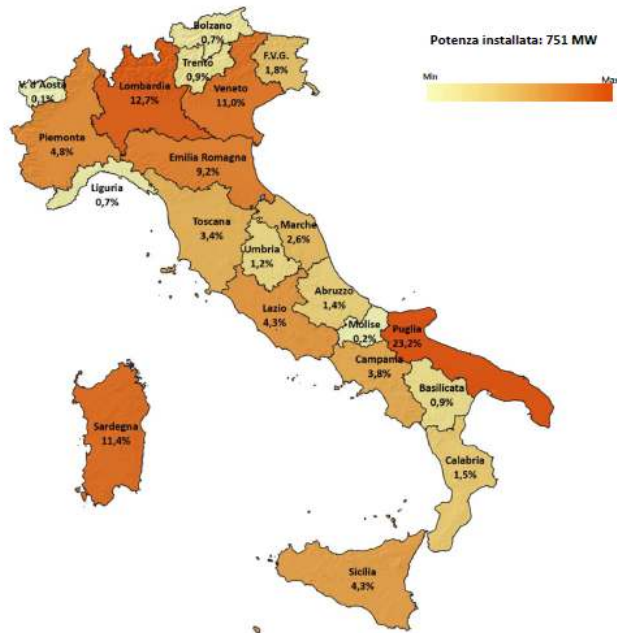 Potenza installata: 751 MW
Min
Max
Bolzano
0,7%
Trento
0,9%
F.V.G.
1,8%
V. d'Aosta
0,1%
Lombardia
12,7%
Veneto
11,0%
Piemonte
4,8%
Emilia Romagna
9,2%
Liguria
0,7%
Toscana
3,4%
Marche
2,6%
Umbria
1,2%
Abruzzo
1,4%
Lazio
4,3%
Molise
0,2%
Puglia
23,2%
Campania
3,8%
Basilicata
0,9%
Sardegna
11,4%
Calabria
1,5%
Sicilia
4,3%